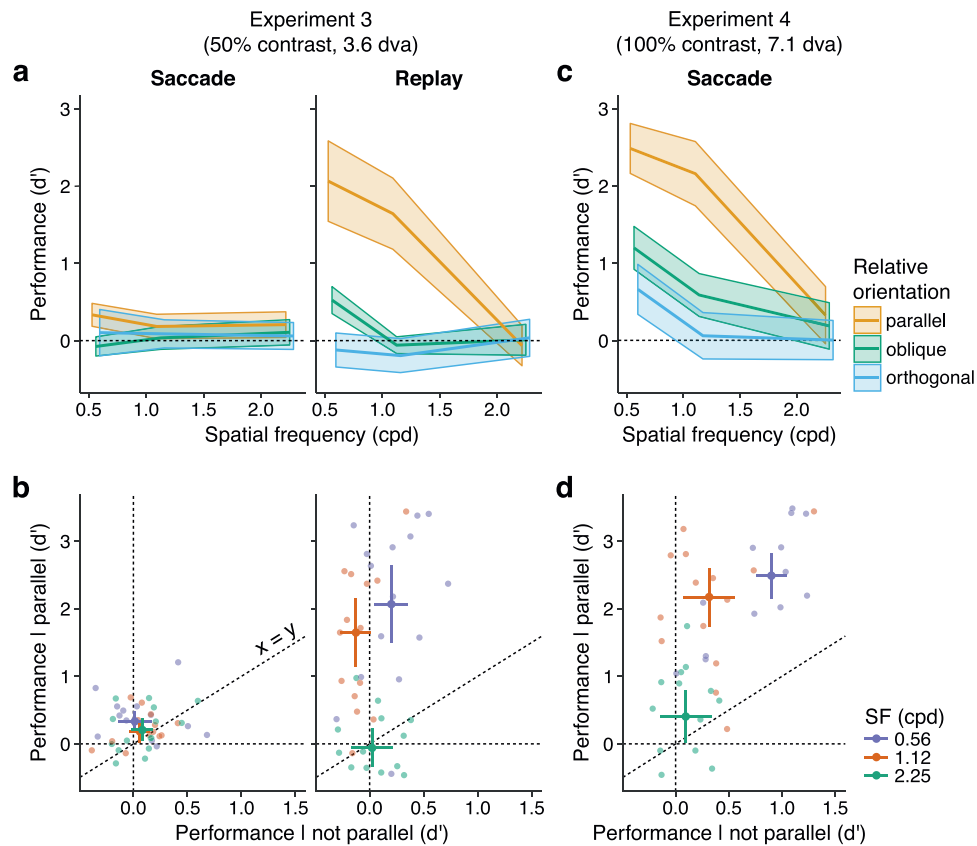 Experiment 3
(50% contrast, 3.6 dva)
Experiment 4
(100% contrast, 7.1 dva)
a
Saccade
Replay
c
Saccade
Performance (d')
3
2
1
0
0.5 1.0 1.5 2.0
0.5 1.0 1.5 2.0
Spatial frequency (cpd)
Performance (d')
3
2
1
0
0.5 1.0 1.5 2.0
Spatial frequency (cpd)
Relative
orientation
parallel
oblique
orthogonal
b
Performance | parallel (d')
3
2
1
0
x = y
0.0 0.5 1.0 1.5
0.0 0.5 1.0 1.5
Performance | not parallel (d')
d
Performance | parallel (d')
3
2
1
0
0.0 0.5 1.0 1.5
Performance | not parallel (d')
SF (cpd)
0.56
1.12
2.25